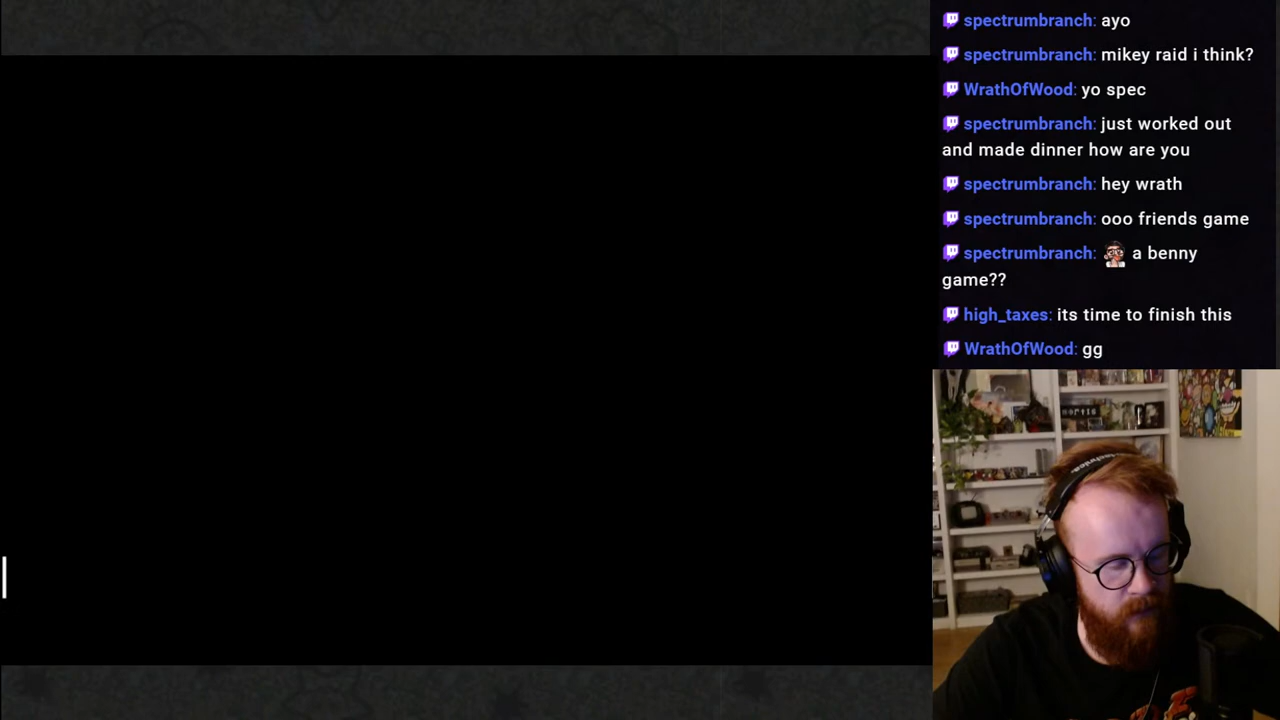 spectrumbranch: ayo
spectrumbranch: mikey raid i think?
WrathOfWood: yo spec
spectrumbranch: just worked out
and made dinner how are you
spectrumbranch: hey wrath
spectrumbranch: ooo friends game
spectrumbranch: a benny
game??
high_taxes: its time to finish this
WrathOfWood: gg